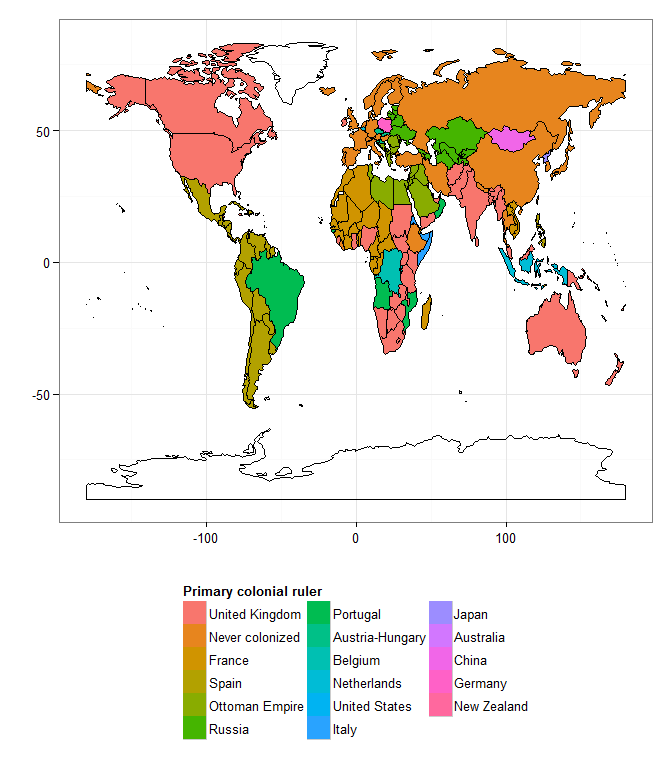 50
0
-50
-100
0
100
Primary colonial ruler
United Kingdom
Never colonized
France
Spain
Ottoman Empire
Russia
Portugal
Austria-Hungary
Belgium
Netherlands
United States
Italy
Japan
Australia
China
Germany
New Zealand